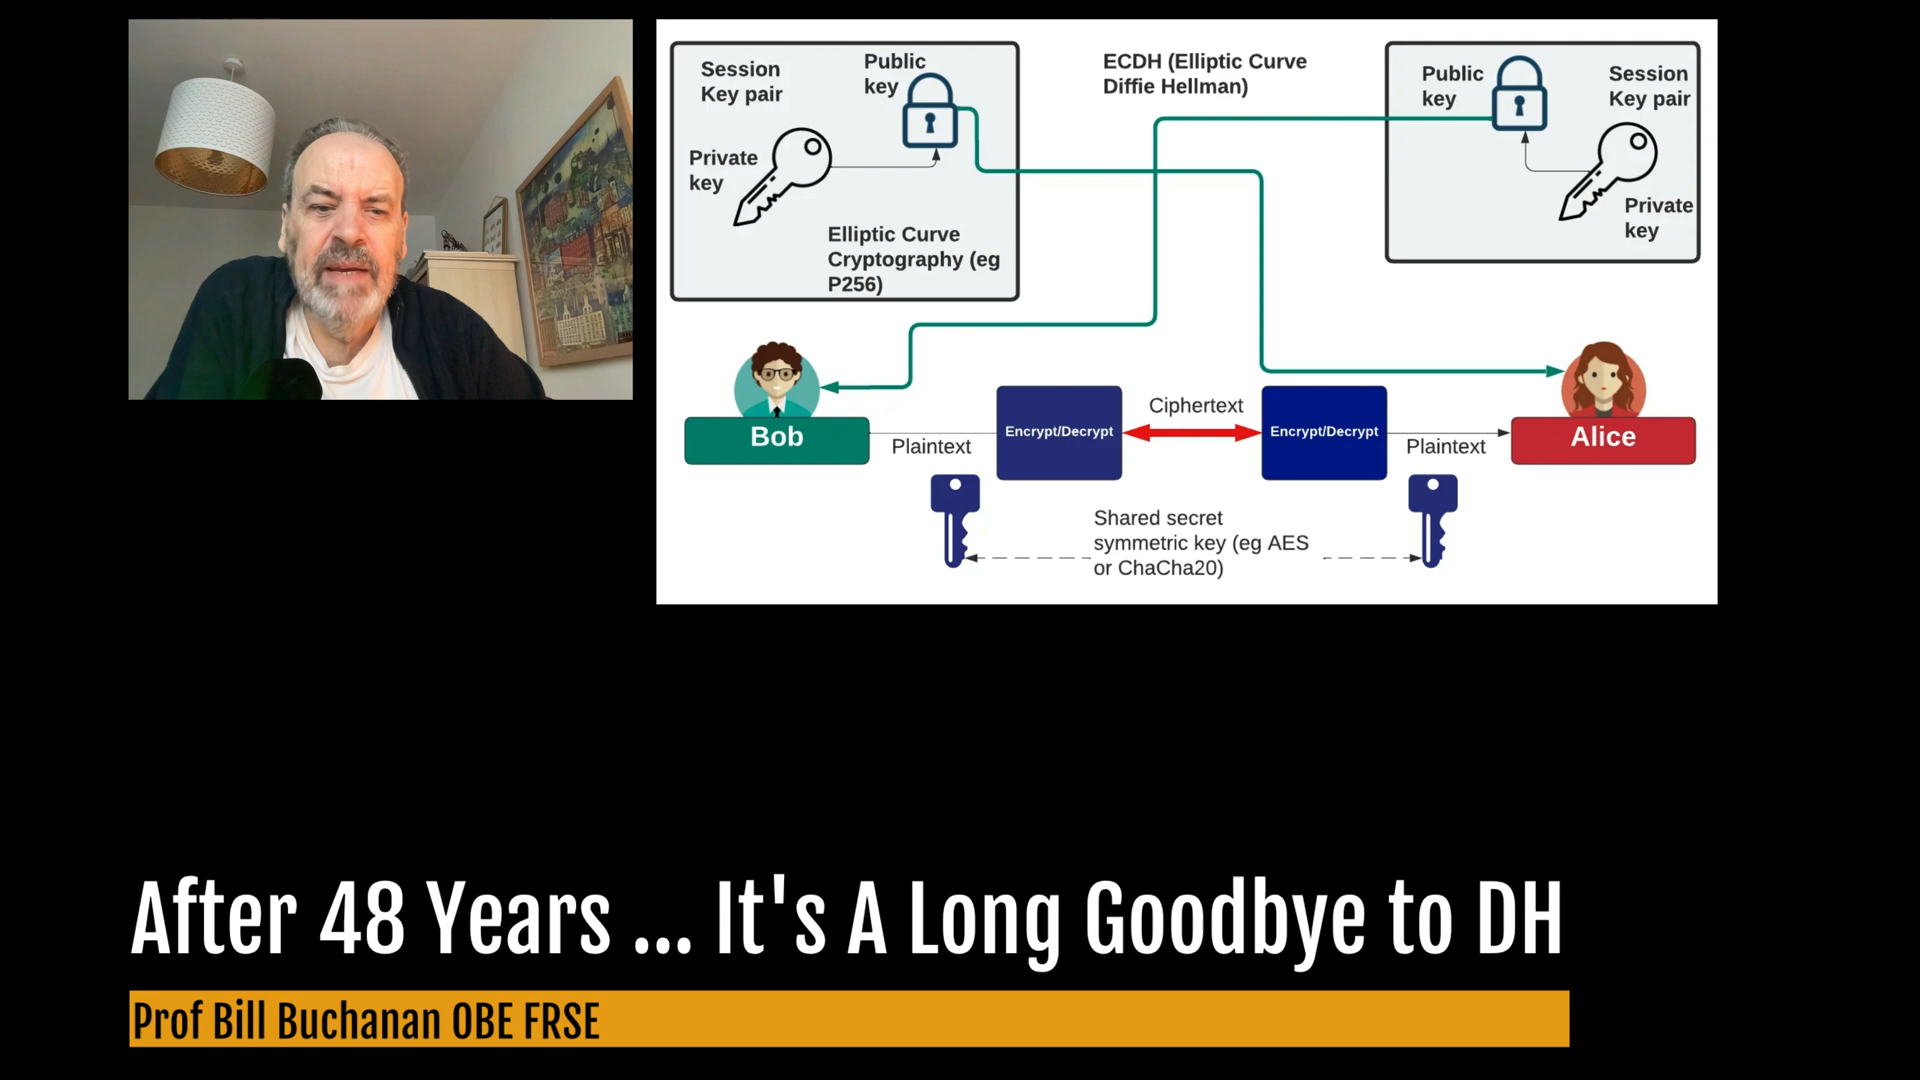 Session
Key pair
Public
key
Private
key
Elliptic Curve
Cryptography (eg
P256)
ECDH (Elliptic Curve
Diffie Hellman)
Public
key
Session
Key pair
Private
key
Bob
Plaintext
Encrypt/Decrypt
Ciphertext
Encrypt/Decrypt
Plaintext
Alice
Shared secret
symmetric key (eg AES
or ChaCha20)
After 48 Years ... It's A Long Goodbye to DH
Prof Bill Buchanan OBE FRSE